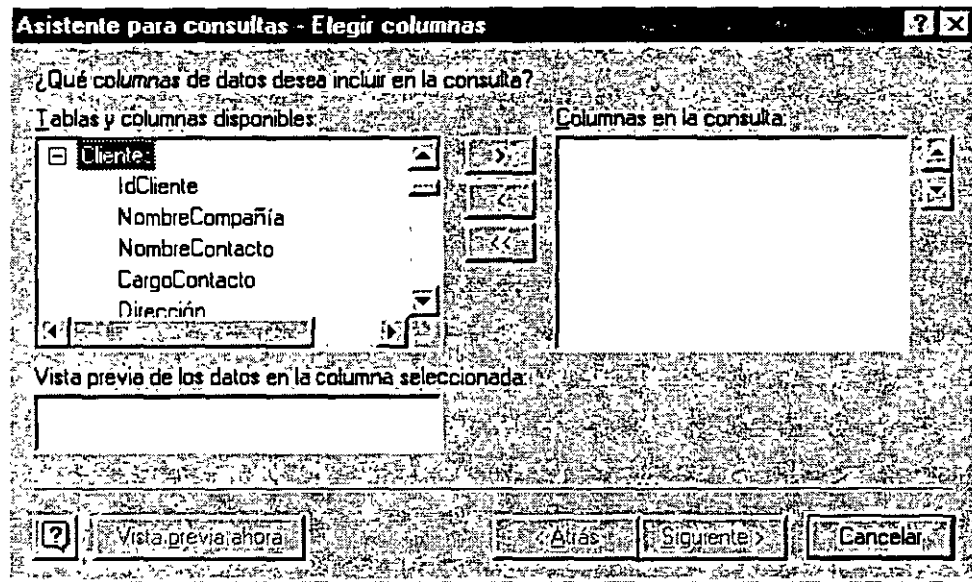 Asistente para consultas - Elegir columnas
¿Qué columnas de datos desea incluir en la consulta?
Tablas y columnas disponibles:
Columnas en la consulta:
Cliente:
IdCliente
NombreCompañía
NombreContacto
CargoContacto
Dirección
>
<
<<
Vista previa de los datos en la columna seleccionada:
Vista previa ahora
< Atrás
Siguiente >
Cancelar